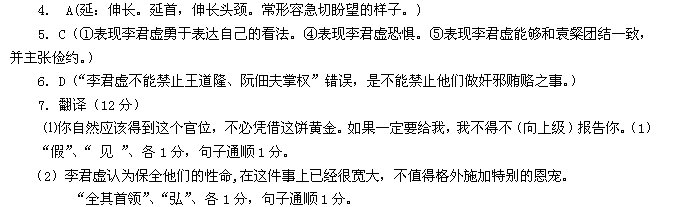 4． A(延：伸长。延首，伸长头颈。常形容急切盼望的样子。)
5．C（①表现李君虚勇于表达自己的看法。④表现李君虚恐惧。⑤表现李君虚能够和袁粲团结一致，
并主张俭约。）
6．D（“李君虚不能禁止王道隆、阮佃夫掌权”错误，是不能禁止他们做奸邪贿赂之事。）
7．翻译（12分）
⑴你自然应该得到这个官位，不必凭借这饼黄金。如果一定要给我，我不得不（向上级）报告你。（1）
“假”、“ 见 ”、各1分，句子通顺1分。
（2）李君虚认为保全他们的性命,在这件事上已经很宽大，不值得格外施加特别的恩宠。
“全其首领”、“弘”、各1分，句子通顺1分。